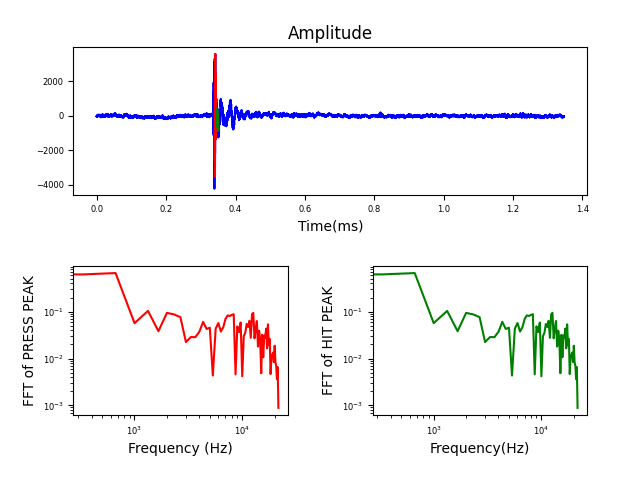 Amplitude
2000
0
−2000
−4000
0.0 0.2 0.4 0.6 0.8 1.0 1.2 1.4
Time(ms)
FFT of PRESS PEAK
10⁻¹
10⁻²
10⁻³
10³ 10⁴
Frequency (Hz)
FFT of HIT PEAK
10⁻¹
10⁻²
10⁻³
10³ 10⁴
Frequency(Hz)